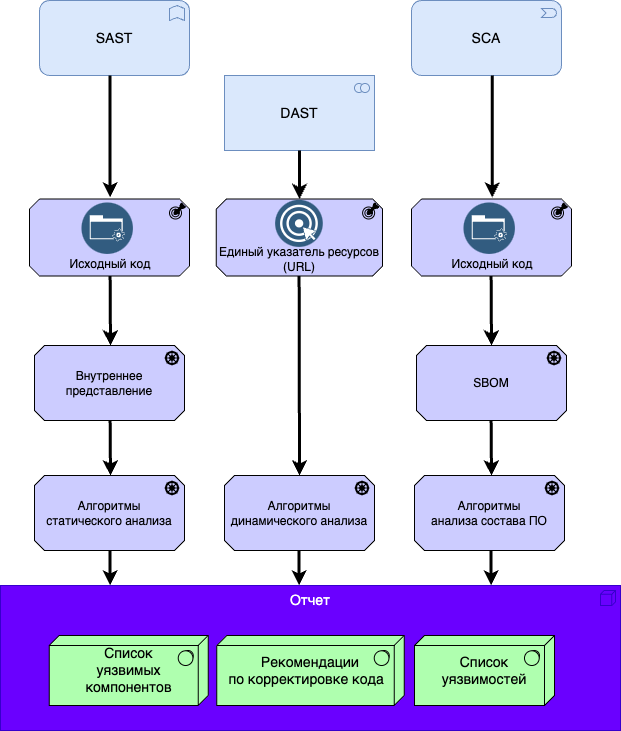 SAST
SCA
DAST
Исходный код
Единый указатель ресурсов
(URL)
Исходный код
Внутреннее
представление
SBOM
Алгоритмы
статического анализа
Алгоритмы
динамического анализа
Алгоритмы
анализа состава ПО
Отчет
Список
уязвимых
компонентов
Рекомендации
по корректировке кода
Список
уязвимостей